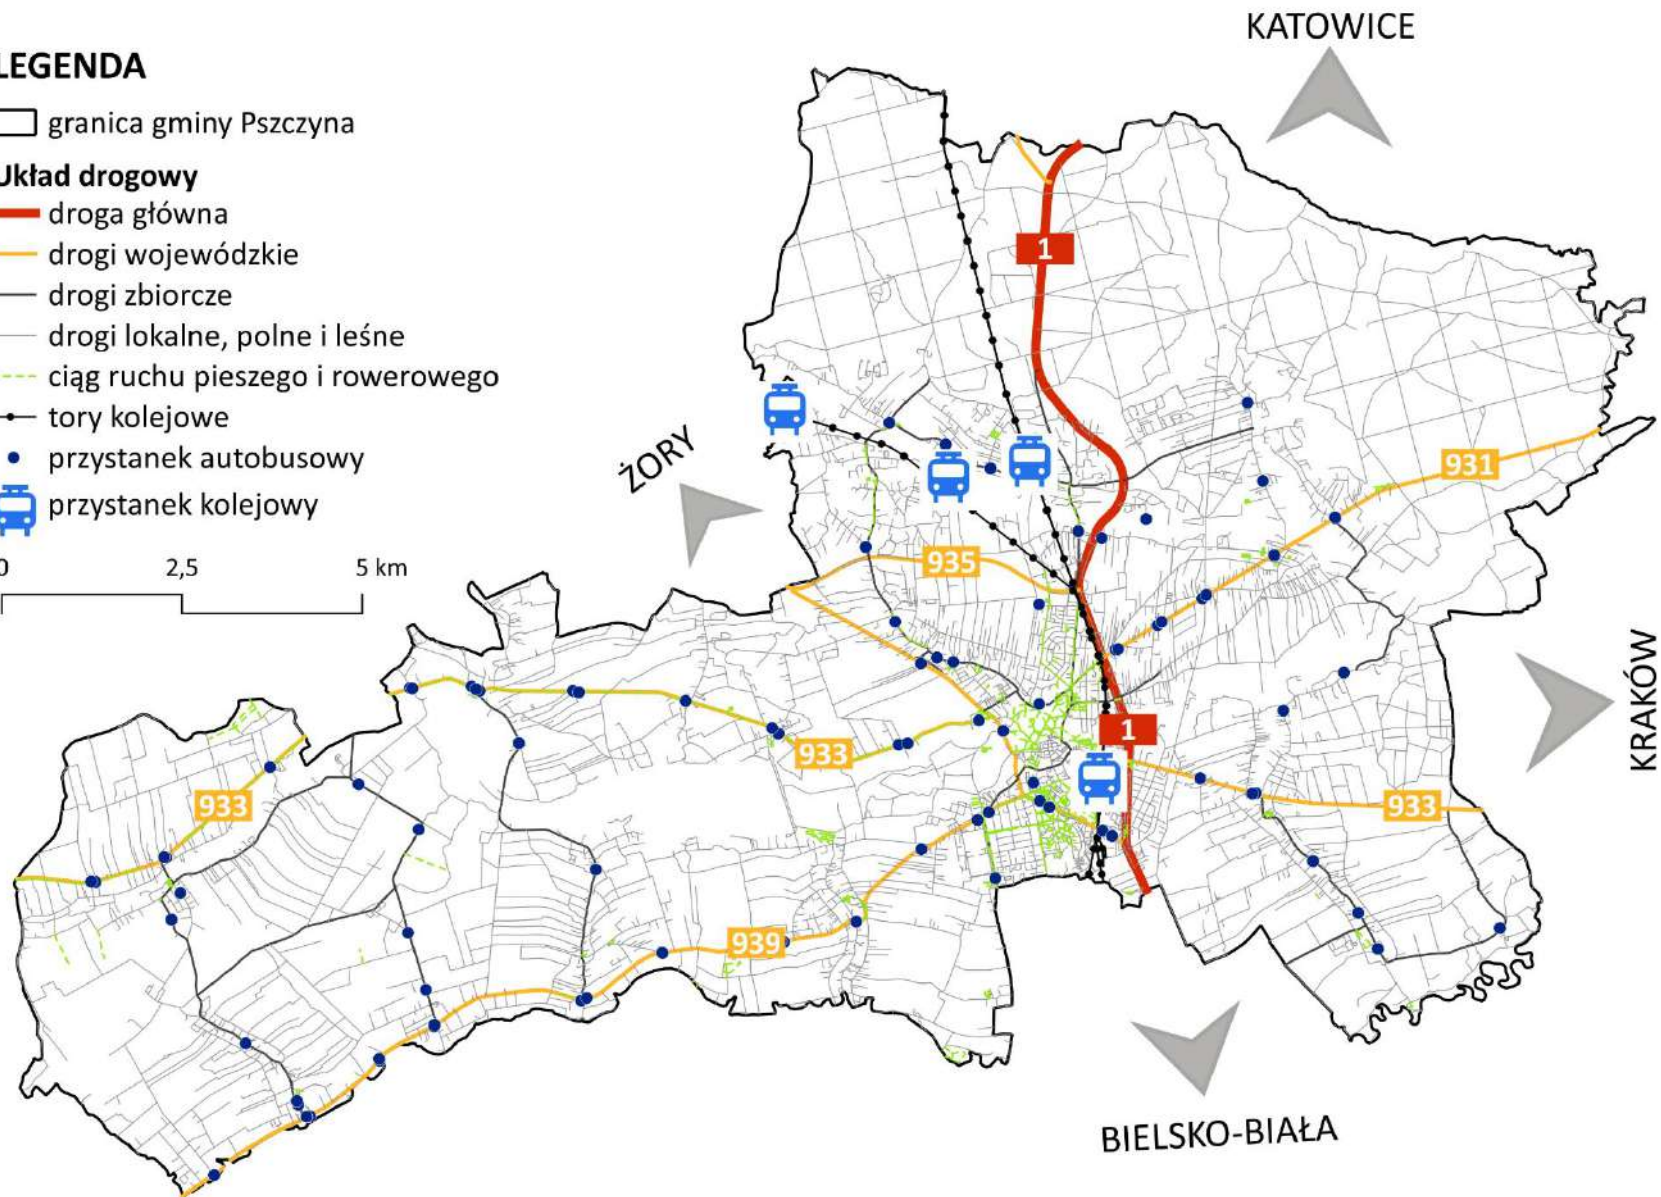 KATOWICE
LEGENDA
granica gminy Pszczyna
Układ drogowy
droga główna
drogi wojewódzkie
drogi zbiorcze
drogi lokalne, polne i leśne
ciąg ruchu pieszego i rowerowego
tory kolejowe
przystanek autobusowy
przystanek kolejowy
0 2,5 5 km
1
ŻORY
931
935
KRAKÓW
1
933
933
933
939
BIELSKO-BIAŁA